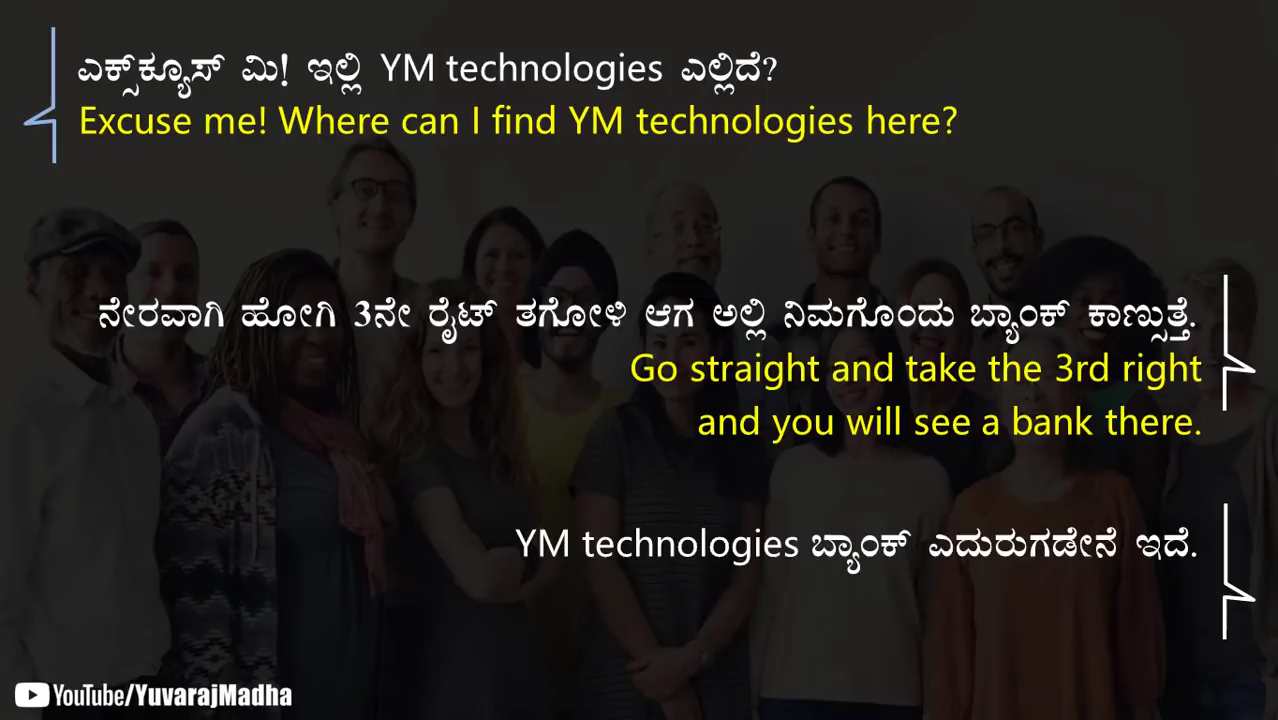 ಎಕ್ಸ್‌ಕ್ಯೂಸ್ ಮಿ! ಇಲ್ಲಿ YM technologies ಎಲ್ಲಿದೆ?
Excuse me! Where can I find YM technologies here?
ನೇರವಾಗಿ ಹೋಗಿ 3ನೇ ರೈಟ್ ತಗೋಳಿ ಆಗ ಅಲ್ಲಿ ನಿಮಗೊಂದು ಬ್ಯಾಂಕ್ ಕಾಣ್ಸುತ್ತೆ.
Go straight and take the 3rd right
and you will see a bank there.
YM technologies ಬ್ಯಾಂಕ್ ಎದುರುಗಡೇನೆ ಇದೆ.
YouTube/YuvarajMadha